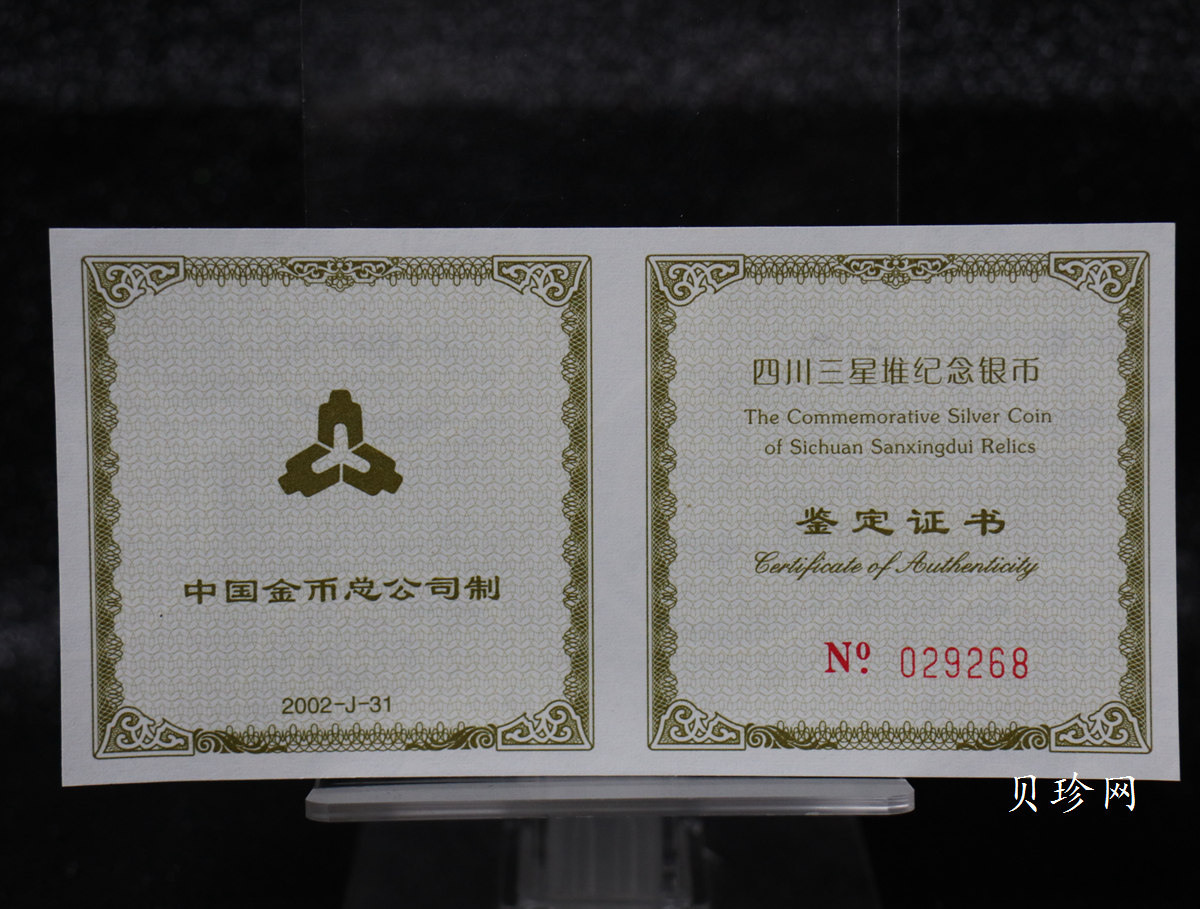 中国金币总公司制
2002-J-31
四川三星堆纪念银币
The Commemorative Silver Coin
of Sichuan Sanxingdui Relics
鉴定证书
Certificate of Authenticity
Nº 029268
贝珍网